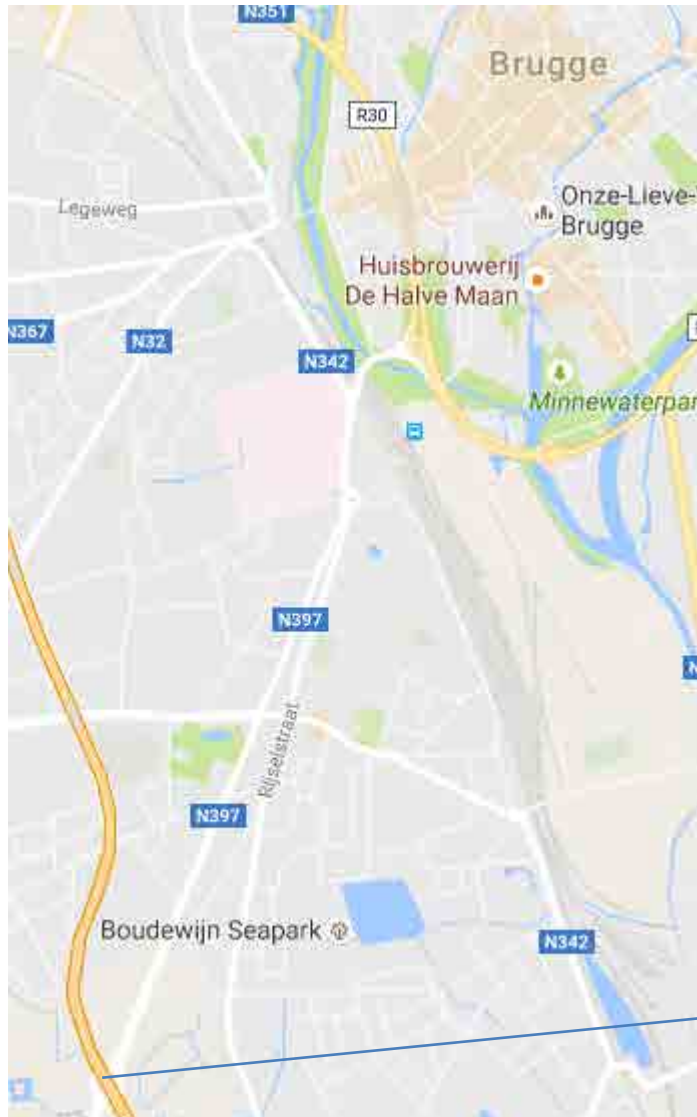 N351
Brugge
R30
Legeweg
Onze-Lieve-
Brugge
Huisbrouwerij
De Halve Maan
N367
N32
N342
Minnewaterpar
N397
Rijselstraat
N397
Boudewijn Seapark
N342